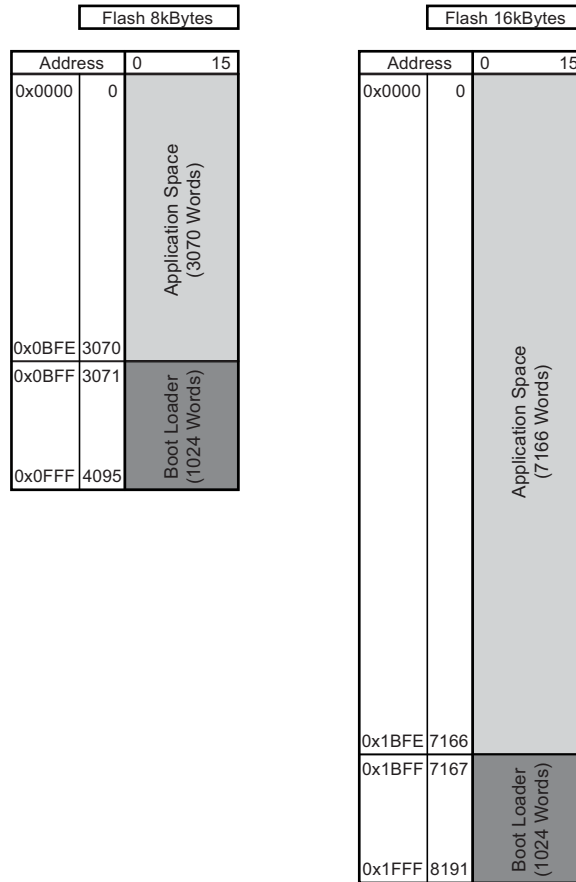 Flash 8kBytes
Address 0 15
0x0000 0
Application Space
(3070 Words)
0x0BFE 3070
0x0BFF 3071
Boot Loader
(1024 Words)
0x0FFF 4095
Flash 16kBytes
Address 0 15
0x0000 0
Application Space
(7166 Words)
0x1BFE 7166
0x1BFF 7167
Boot Loader
(1024 Words)
0x1FFF 8191